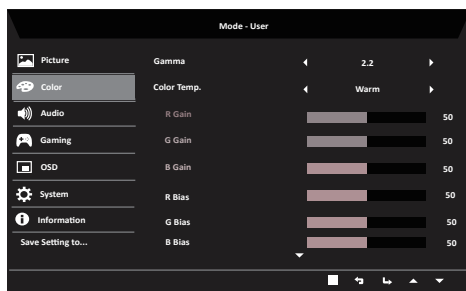 Mode - User
Picture
Color
Audio
Gaming
OSD
System
Information
Save Setting to...
Gamma 2.2
Color Temp. Warm
R Gain 50
G Gain 50
B Gain 50
R Bias 50
G Bias 50
B Bias 50